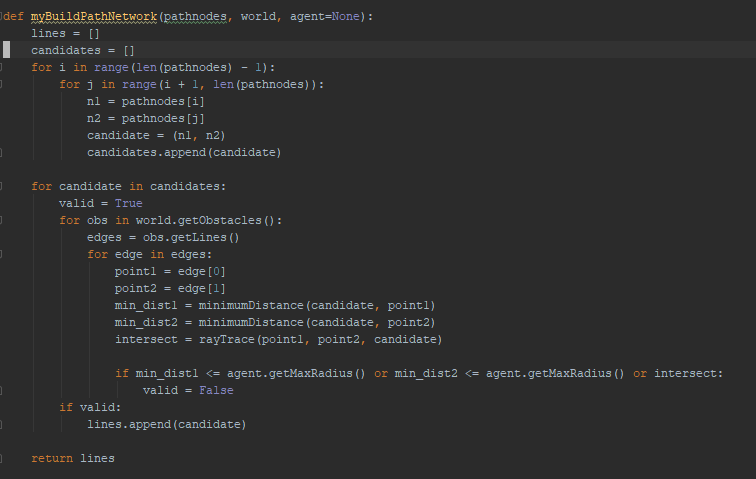 def myBuildPathNetwork(pathnodes, world, agent=None):
    lines = []
    candidates = []
    for i in range(len(pathnodes) - 1):
        for j in range(i + 1, len(pathnodes)):
            n1 = pathnodes[i]
            n2 = pathnodes[j]
            candidate = (n1, n2)
            candidates.append(candidate)

    for candidate in candidates:
        valid = True
        for obs in world.getObstacles():
            edges = obs.getLines()
            for edge in edges:
                point1 = edge[0]
                point2 = edge[1]
                min_dist1 = minimumDistance(candidate, point1)
                min_dist2 = minimumDistance(candidate, point2)
                intersect = rayTrace(point1, point2, candidate)

                if min_dist1 <= agent.getMaxRadius() or min_dist2 <= agent.getMaxRadius() or intersect:
                    valid = False
        if valid:
            lines.append(candidate)

    return lines